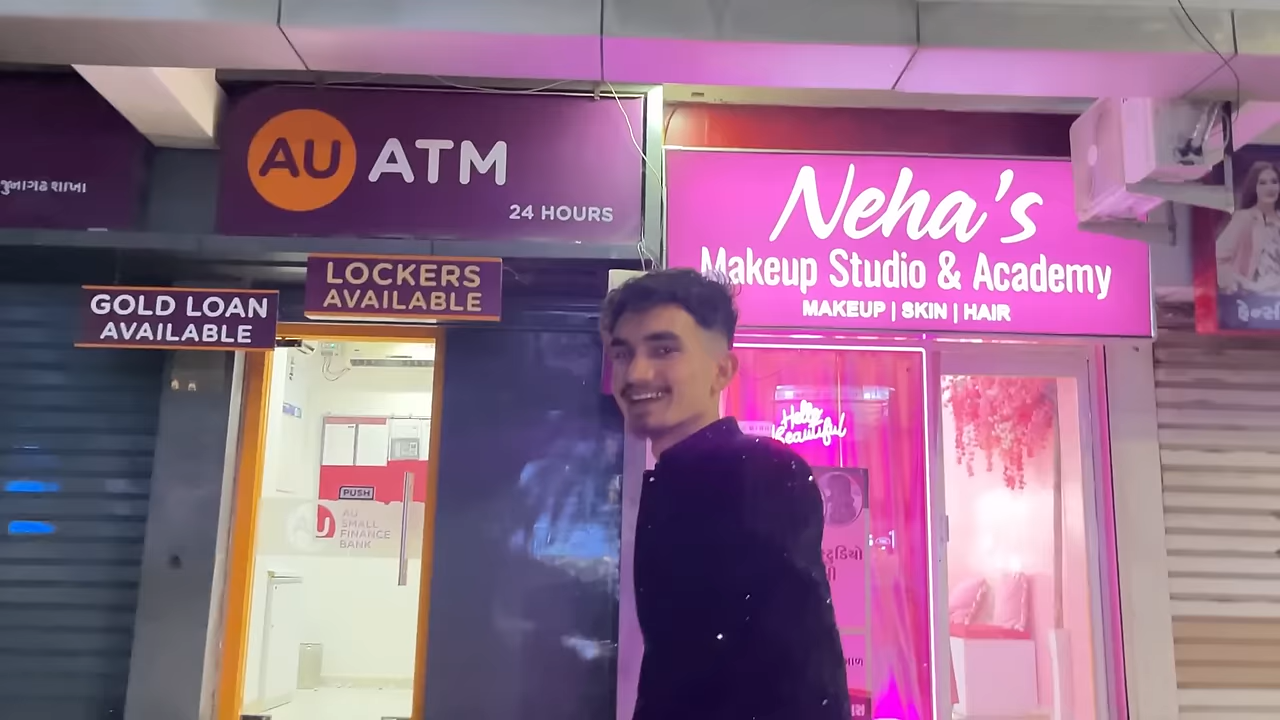 જુનાગઢ શાખા
AU ATM
24 HOURS
LOCKERS
AVAILABLE
GOLD LOAN
AVAILABLE
PUSH
AU
AU
SMALL
FINANCE
BANK
Neha's
Makeup Studio & Academy
MAKEUP | SKIN | HAIR
Hello
Beautiful